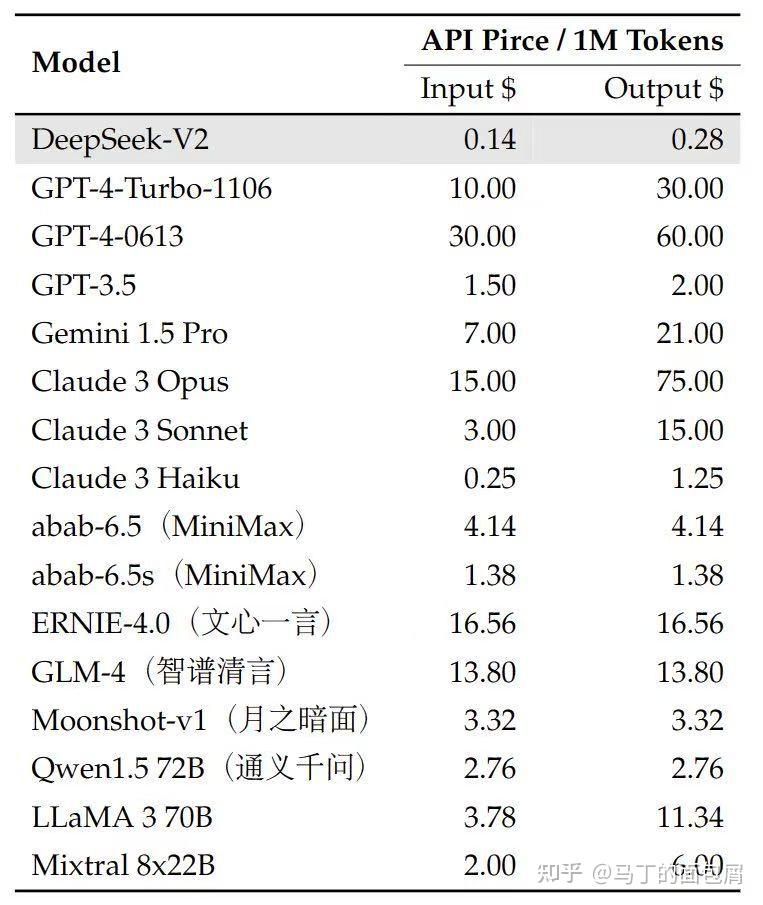 Model API Pirce / 1M Tokens
Input $ Output $
DeepSeek-V2 0.14 0.28
GPT-4-Turbo-1106 10.00 30.00
GPT-4-0613 30.00 60.00
GPT-3.5 1.50 2.00
Gemini 1.5 Pro 7.00 21.00
Claude 3 Opus 15.00 75.00
Claude 3 Sonnet 3.00 15.00
Claude 3 Haiku 0.25 1.25
abab-6.5（MiniMax） 4.14 4.14
abab-6.5s（MiniMax） 1.38 1.38
ERNIE-4.0（文心一言） 16.56 16.56
GLM-4（智谱清言） 13.80 13.80
Moonshot-v1（月之暗面） 3.32 3.32
Qwen1.5 72B（通义千问） 2.76 2.76
LLaMA 3 70B 3.78 11.34
Mixtral 8x22B 2.00 6.00
知乎 @马丁的面包屑